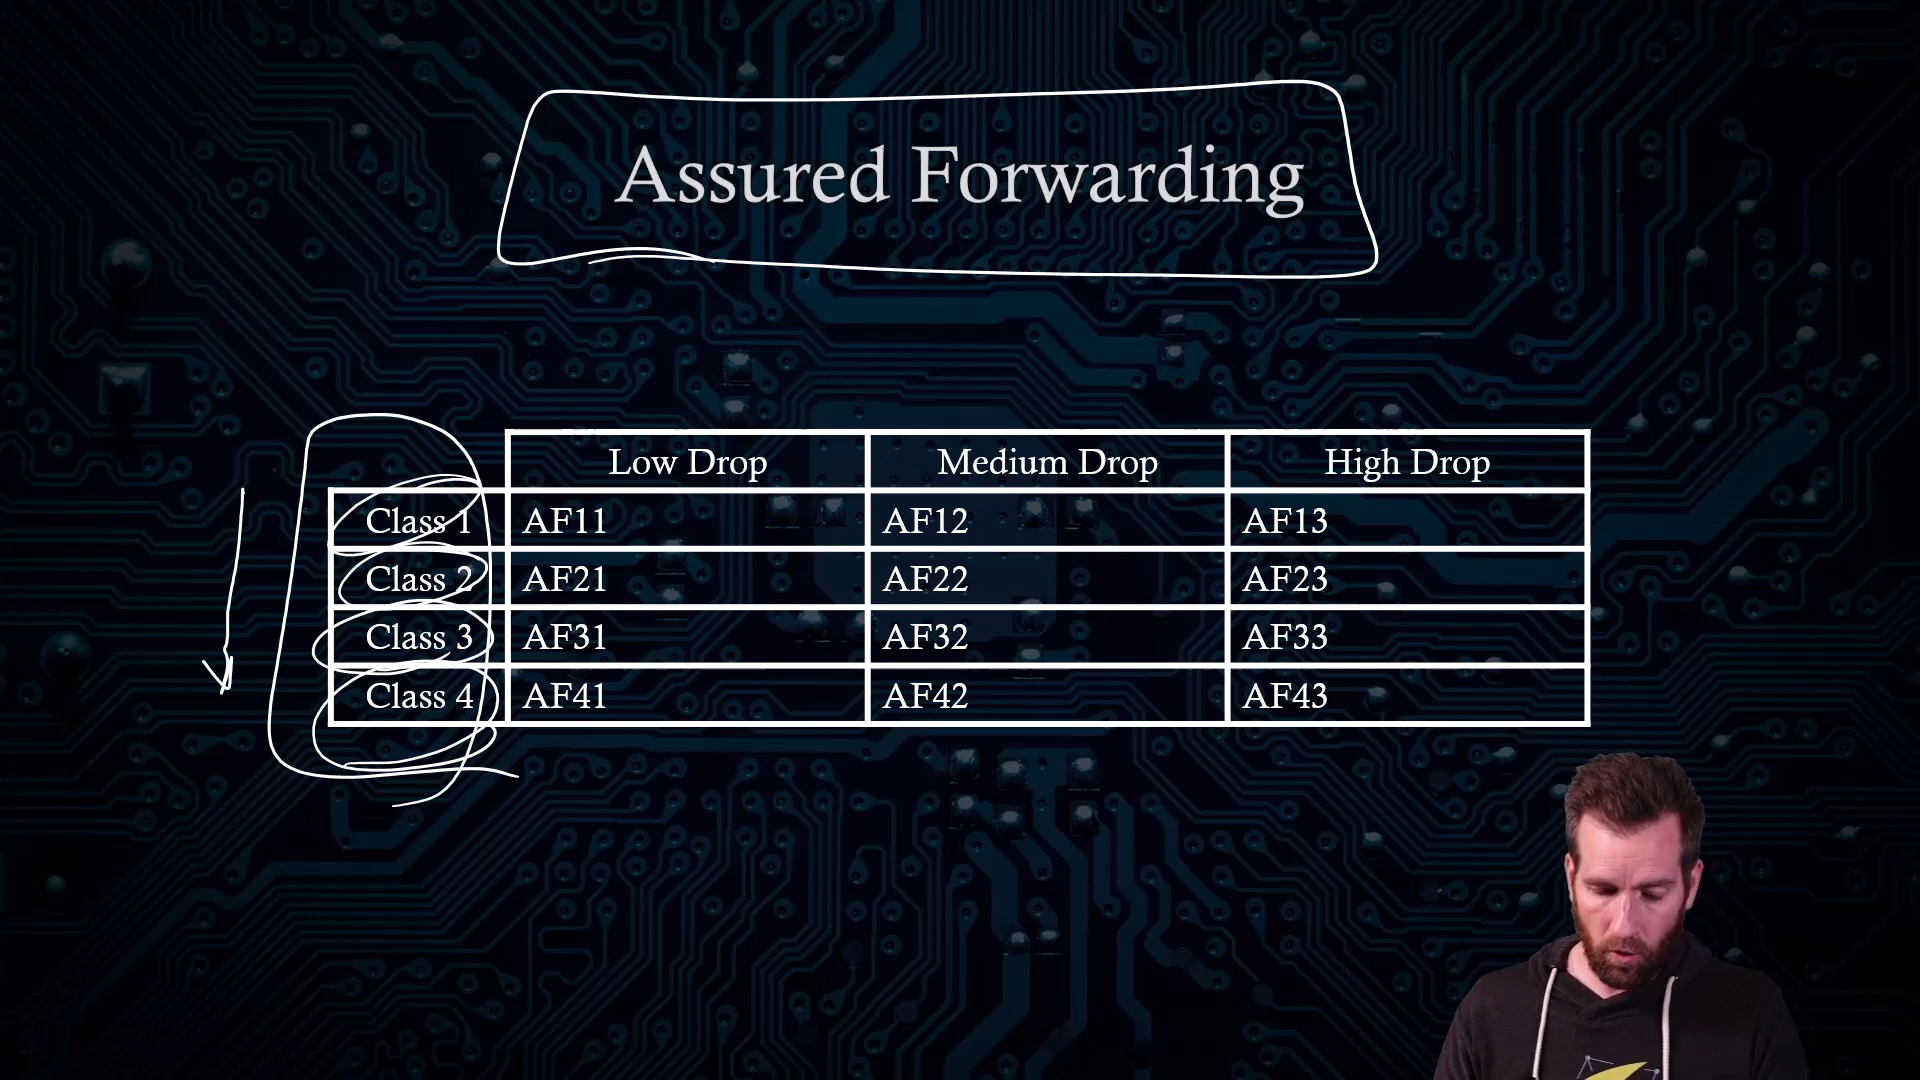 Assured Forwarding
Low Drop Medium Drop High Drop
Class 1 AF11 AF12 AF13
Class 2 AF21 AF22 AF23
Class 3 AF31 AF32 AF33
Class 4 AF41 AF42 AF43